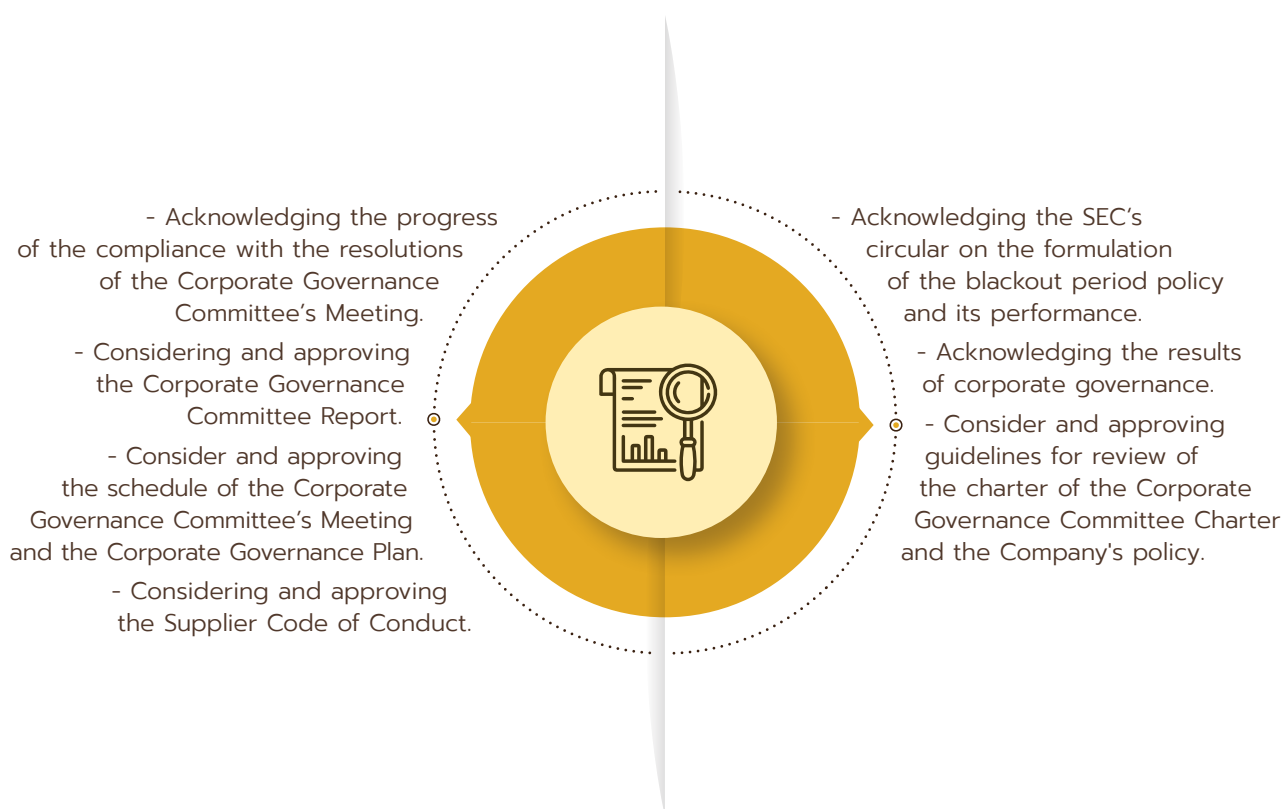 - Acknowledging the progress
of the compliance with the resolutions
of the Corporate Governance
Committee’s Meeting.
- Considering and approving
the Corporate Governance
Committee Report.
- Consider and approving
the schedule of the Corporate
Governance Committee’s Meeting
and the Corporate Governance Plan.
- Considering and approving
the Supplier Code of Conduct.
- Acknowledging the SEC’s
circular on the formulation
of the blackout period policy
and its performance.
- Acknowledging the results
of corporate governance.
- Consider and approving
guidelines for review of
the charter of the Corporate
Governance Committee Charter
and the Company's policy.